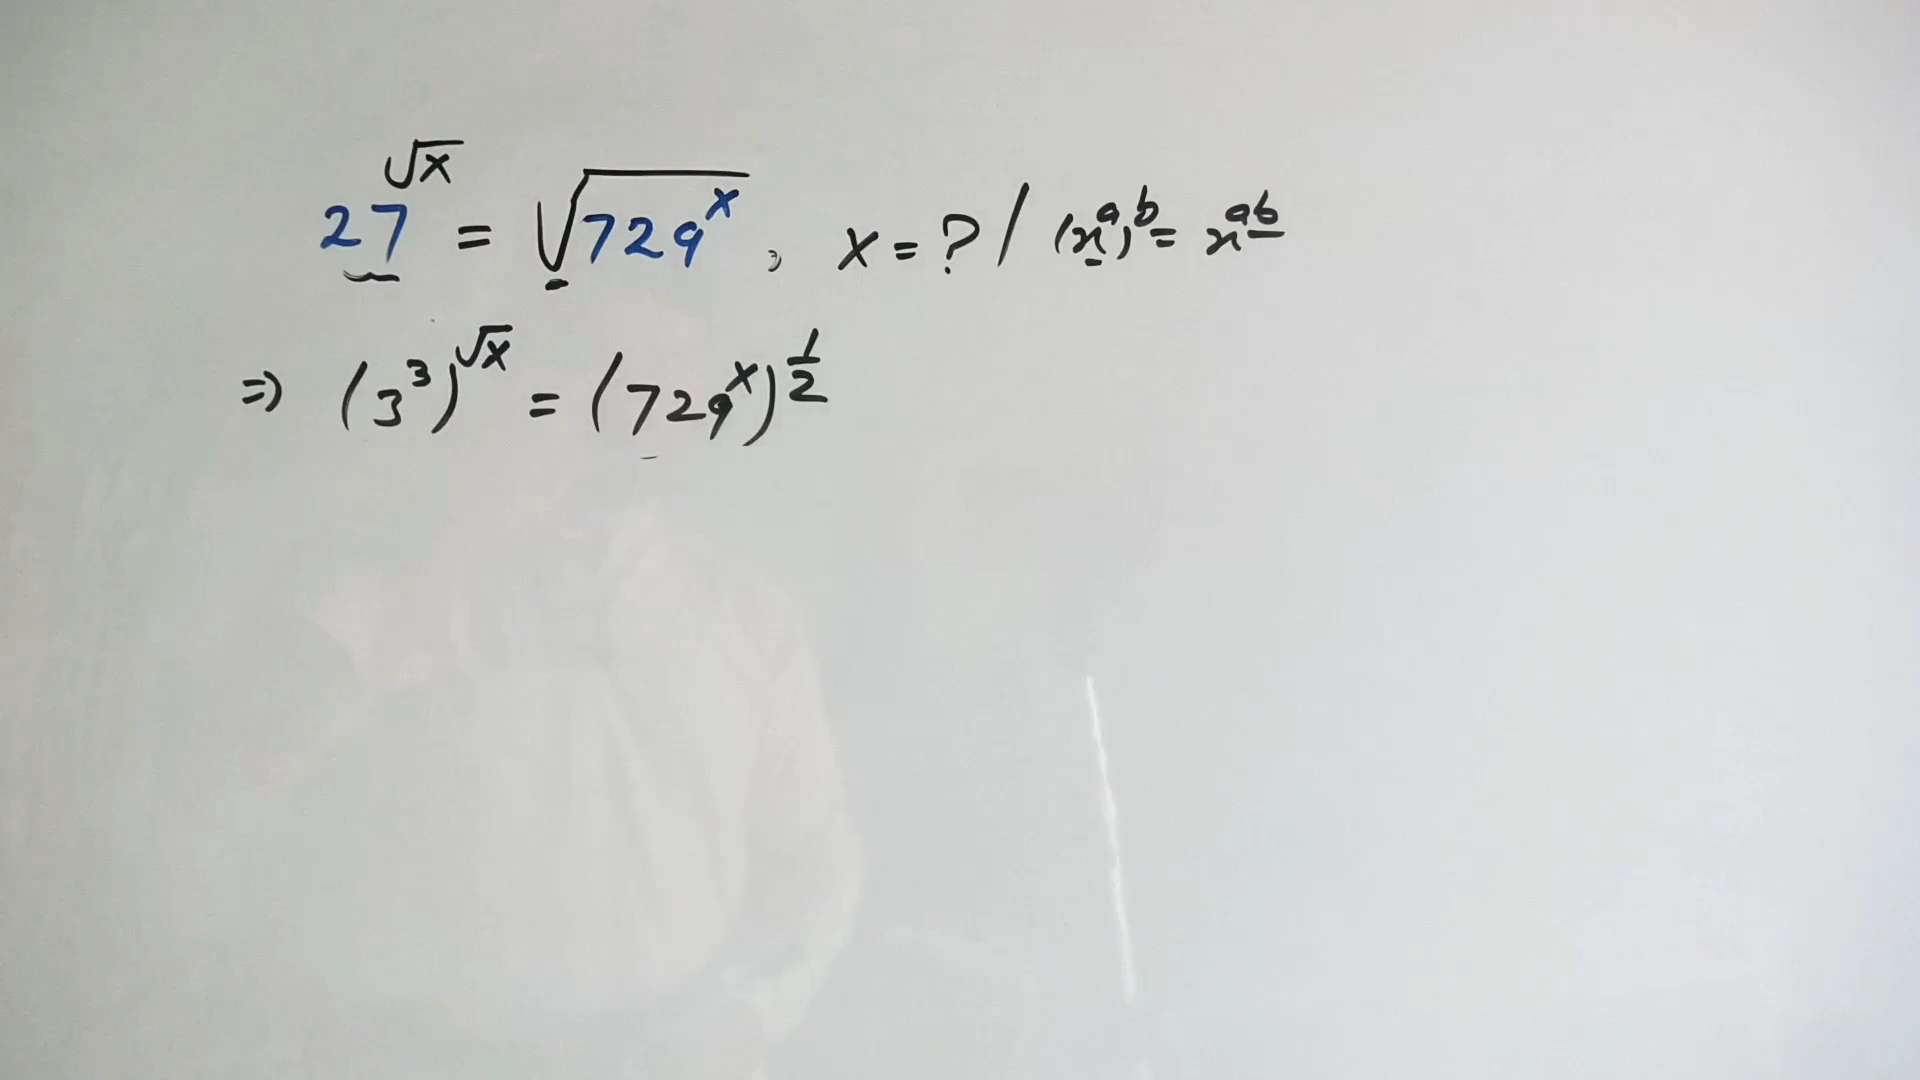 27^√x = √(729^x) , x = ? / (x^a)^b = x^ab
⇒ (3^3)^√x = (729^x)^1/2